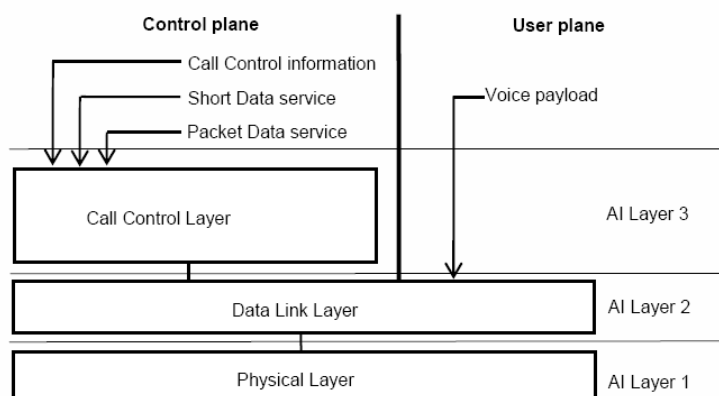 Control plane
User plane
Call Control information
Short Data service
Voice payload
Packet Data service
Call Control Layer
AI Layer 3
Data Link Layer
AI Layer 2
Physical Layer
AI Layer 1